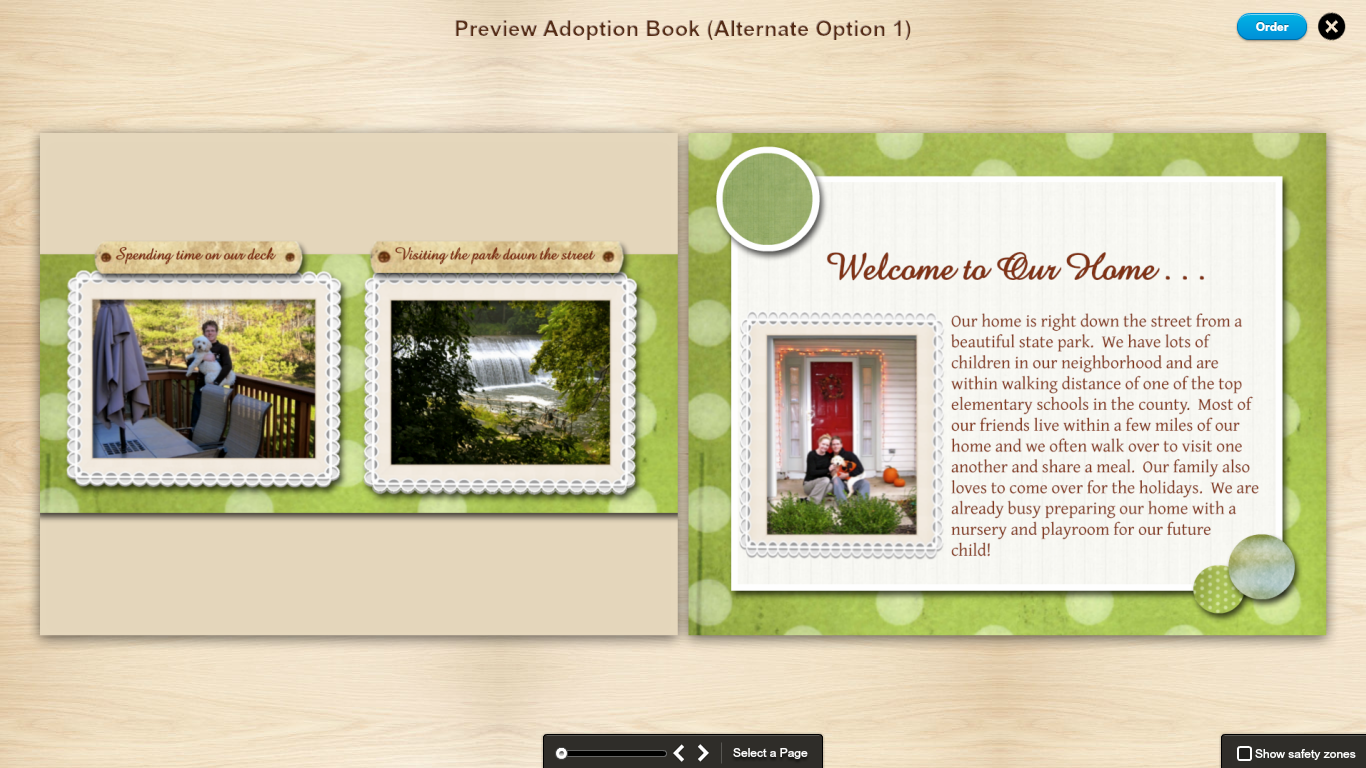 Preview Adoption Book (Alternate Option 1)
Order
Spending time on our deck
Visiting the park down the street
Welcome to Our Home . . .
Our home is right down the street from a
beautiful state park.  We have lots of
children in our neighborhood and are
within walking distance of one of the top
elementary schools in the county.  Most of
our friends live within a few miles of our
home and we often walk over to visit one
another and share a meal.  Our family also
loves to come over for the holidays.  We are
already busy preparing our home with a
nursery and playroom for our future
child!
Select a Page
Show safety zones